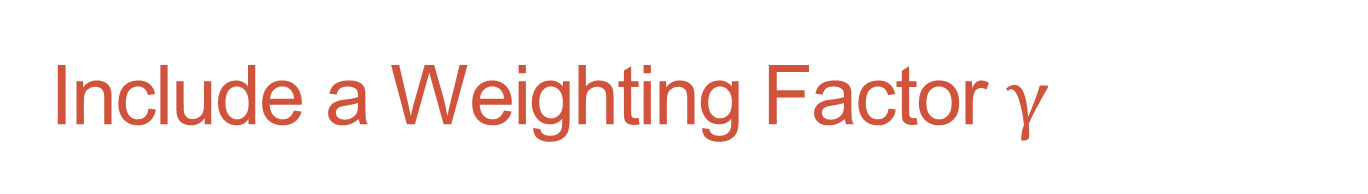 Include a Weighting Factor γ